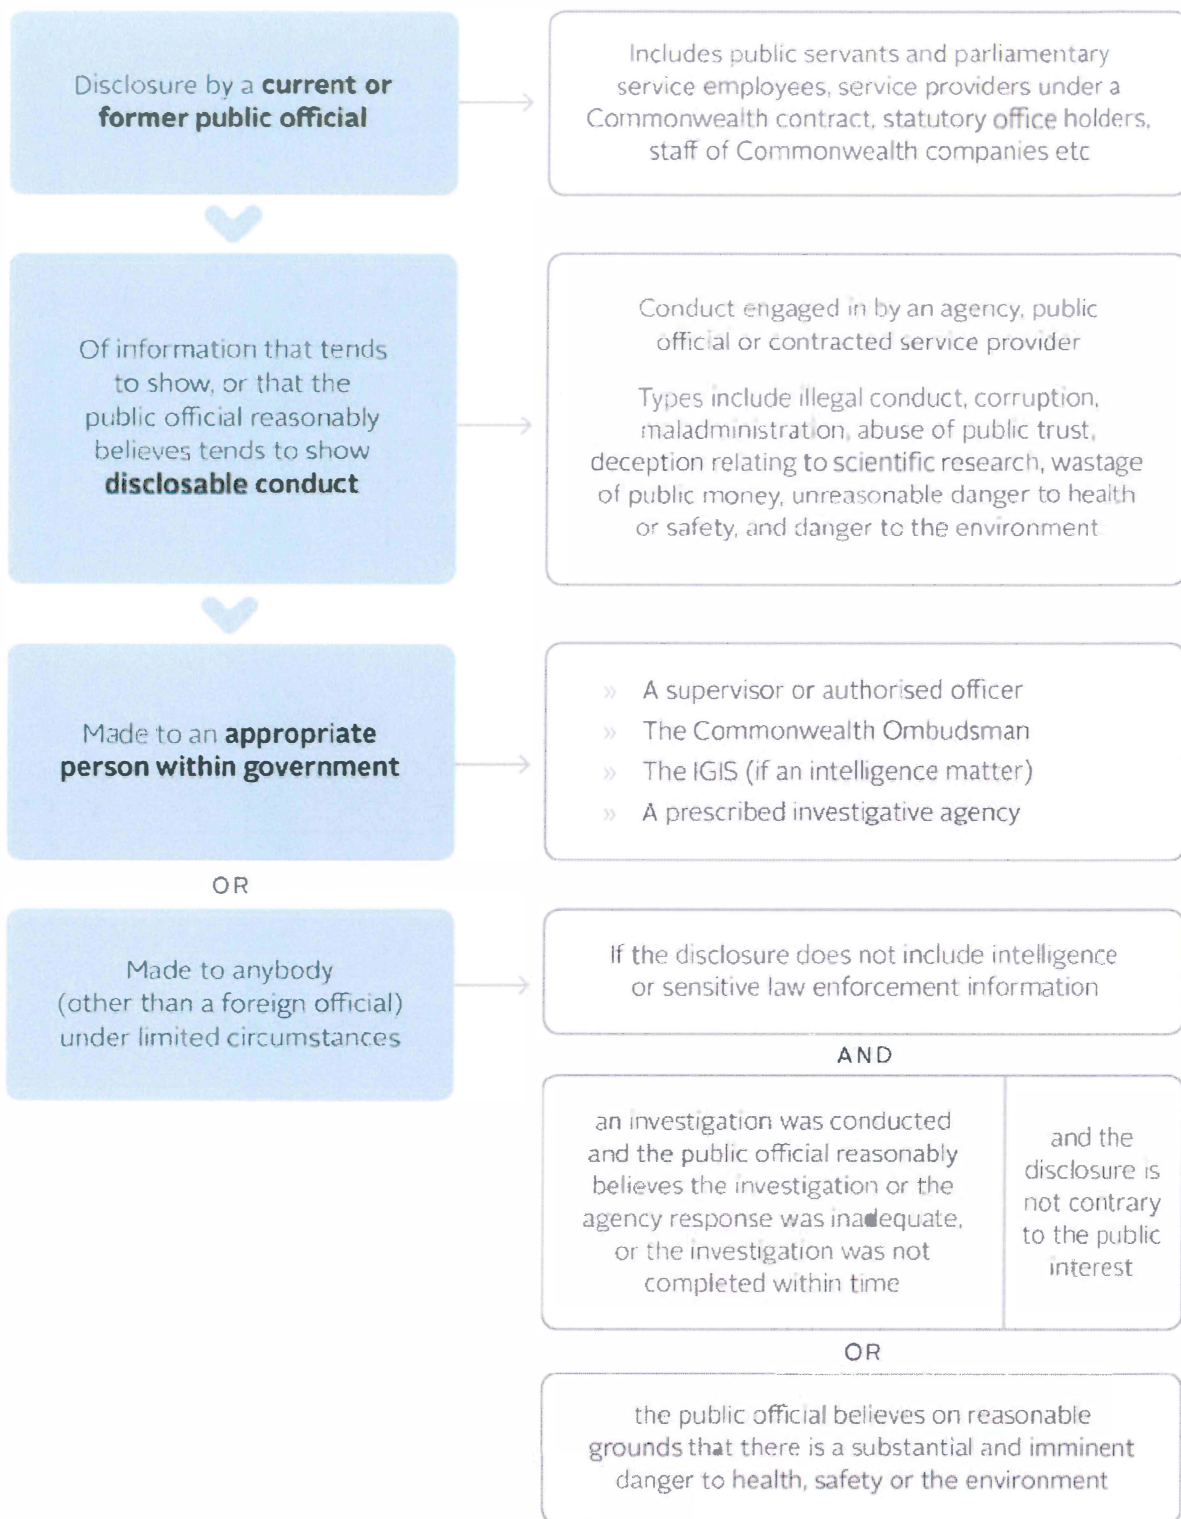 Disclosure by a current or
former public official
Includes public servants and parliamentary
service employees, service providers under a
Commonwealth contract, statutory office holders,
staff of Commonwealth companies etc
Of information that tends
to show, or that the
public official reasonably
believes tends to show
disclosable conduct
Conduct engaged in by an agency, public
official or contracted service provider
Types include illegal conduct, corruption,
maladministration, abuse of public trust,
deception relating to scientific research, wastage
of public money, unreasonable danger to health
or safety, and danger to the environment
Made to an appropriate
person within government
» A supervisor or authorised officer
» The Commonwealth Ombudsman
» The IGIS (if an intelligence matter)
» A prescribed investigative agency
OR
Made to anybody
(other than a foreign official)
under limited circumstances
If the disclosure does not include intelligence
or sensitive law enforcement information
AND
an investigation was conducted
and the public official reasonably
believes the investigation or the
agency response was inadequate,
or the investigation was not
completed within time
and the
disclosure is
not contrary
to the public
interest
OR
the public official believes on reasonable
grounds that there is a substantial and imminent
danger to health, safety or the environment